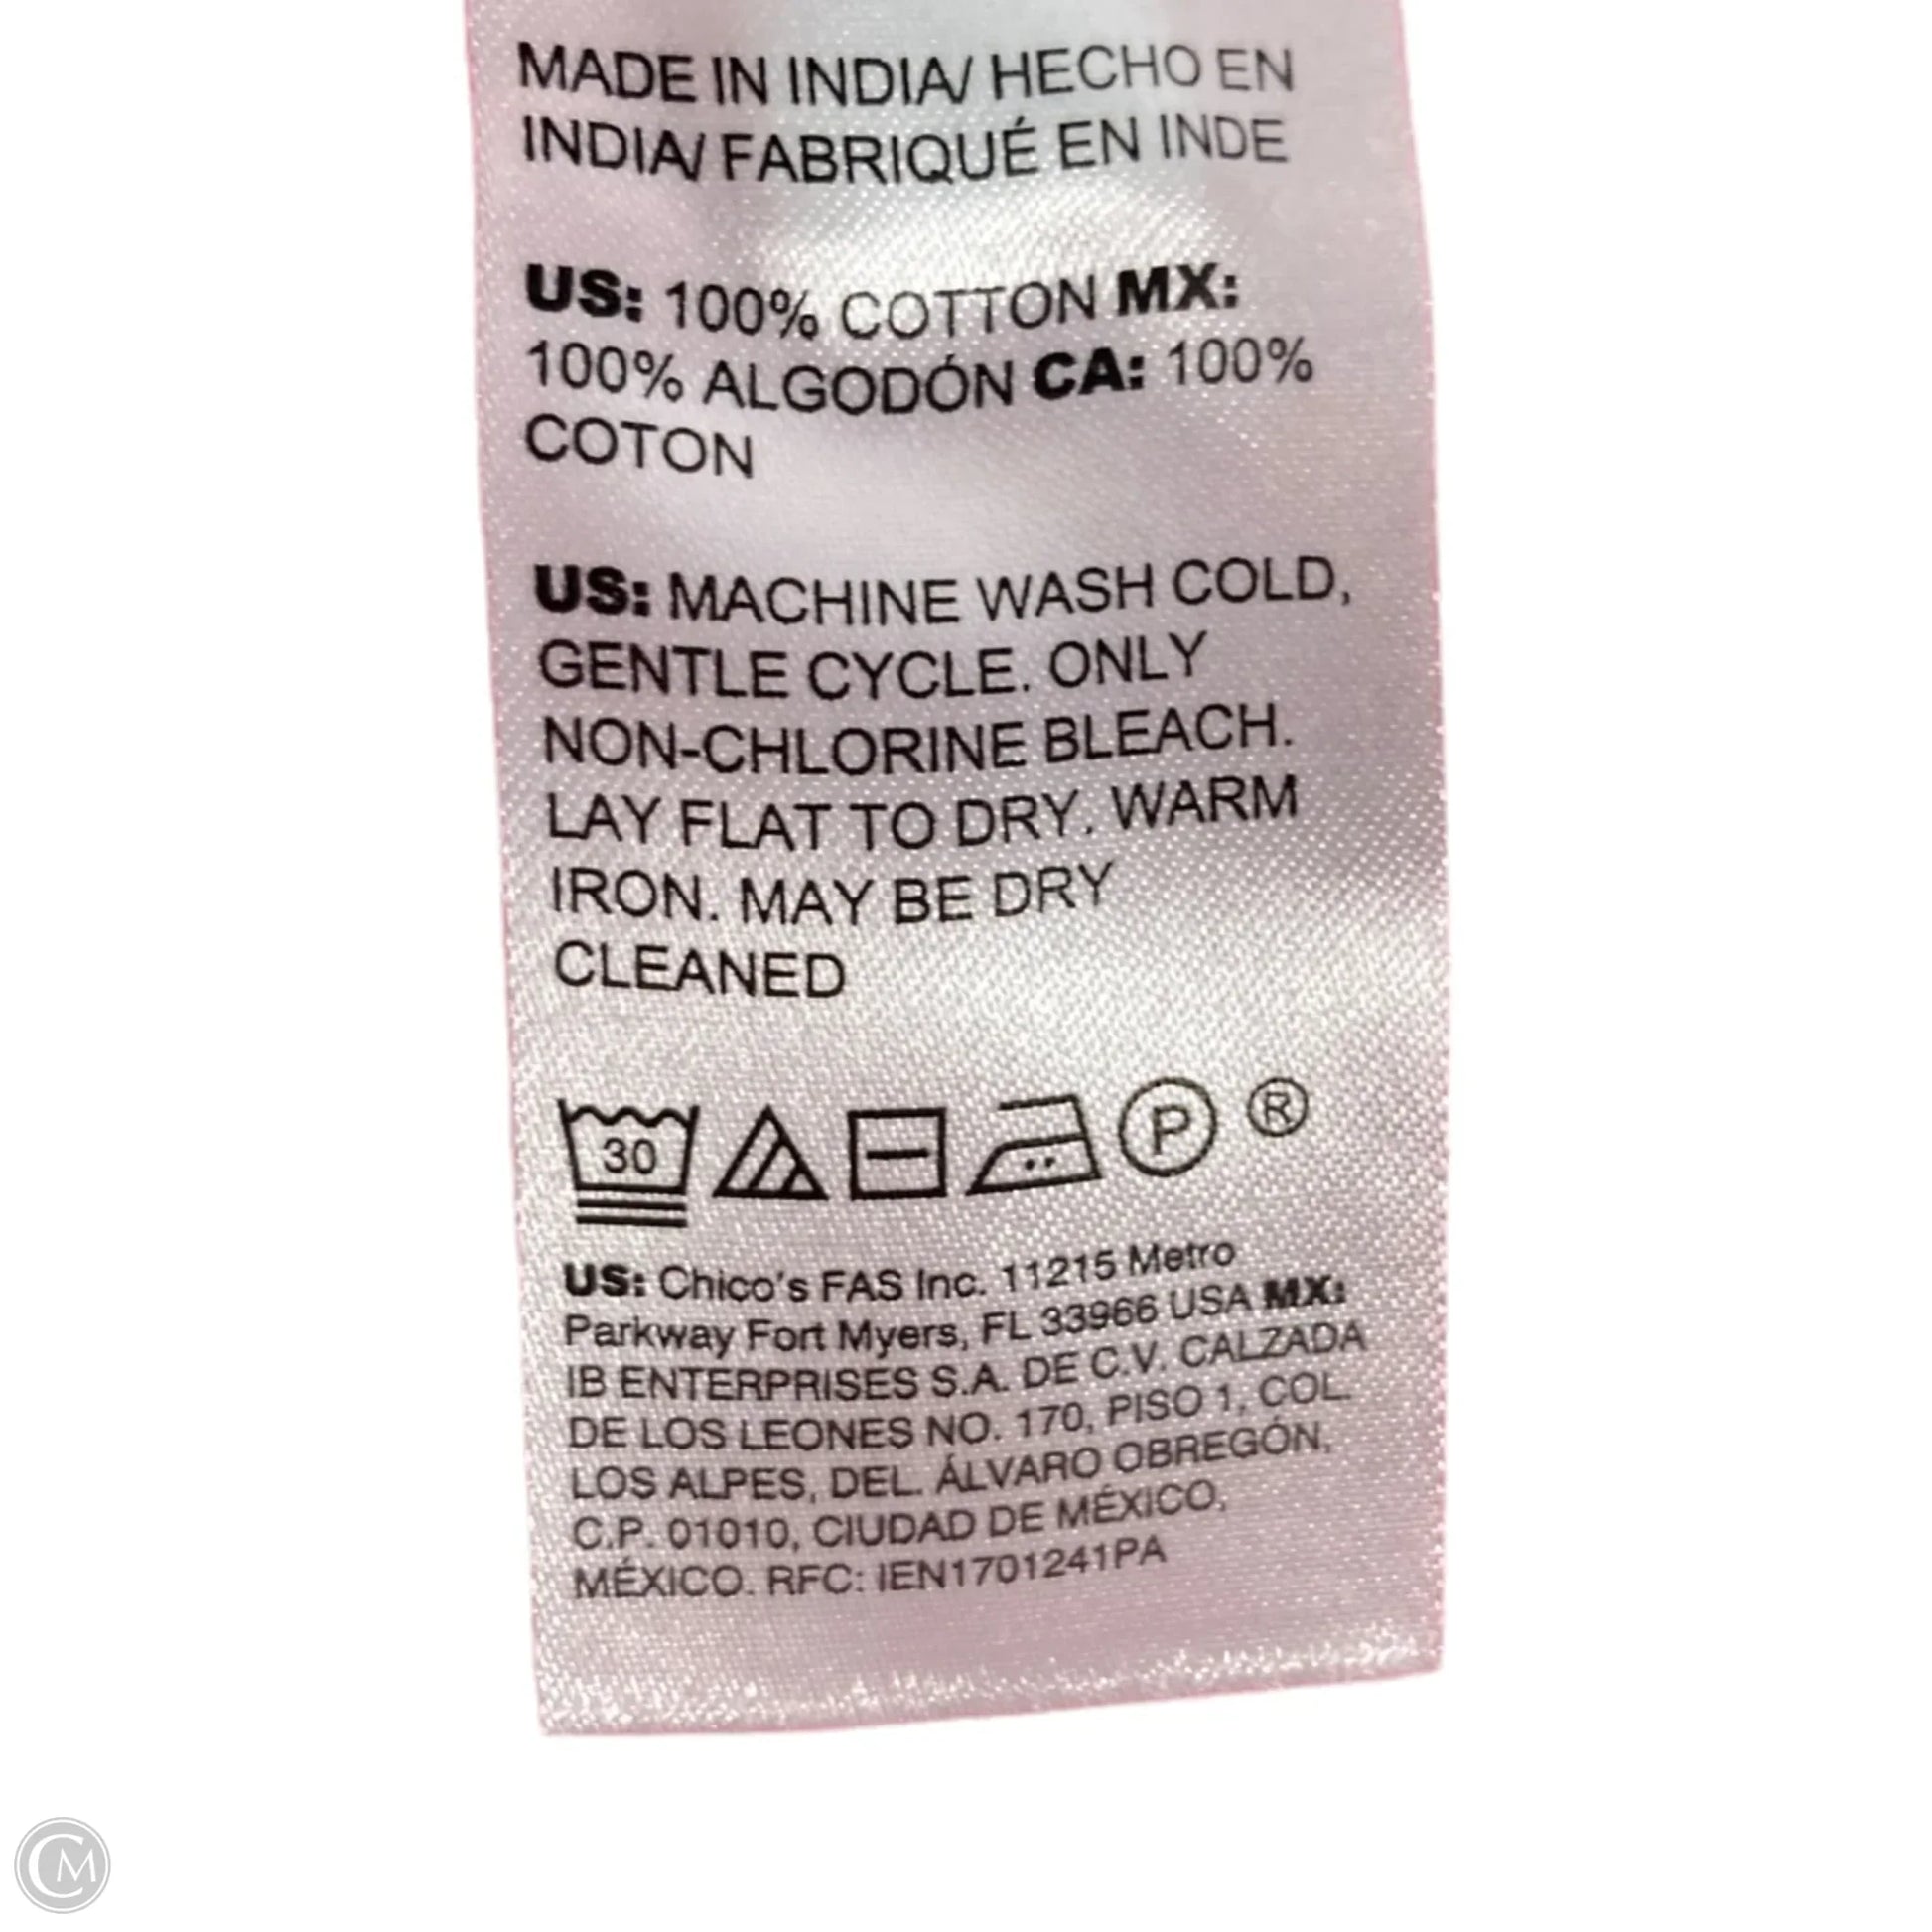 MADE IN INDIA/ HECHO EN
INDIA/ FABRIQUÉ EN INDE
US: 100% COTTON MX:
100% ALGODÓN CA: 100%
COTON
US: MACHINE WASH COLD,
GENTLE CYCLE. ONLY
NON-CHLORINE BLEACH.
LAY FLAT TO DRY. WARM
IRON. MAY BE DRY
CLEANED
30 P ®
US: Chico's FAS Inc. 11215 Metro
Parkway Fort Myers, FL 33966 USA MX:
IB ENTERPRISES S.A. DE C.V. CALZADA
DE LOS LEONES NO. 170, PISO 1, COL.
LOS ALPES, DEL. ÁLVARO OBREGÓN,
C.P. 01010, CIUDAD DE MÉXICO,
MÉXICO. RFC: IEN1701241PA
CM